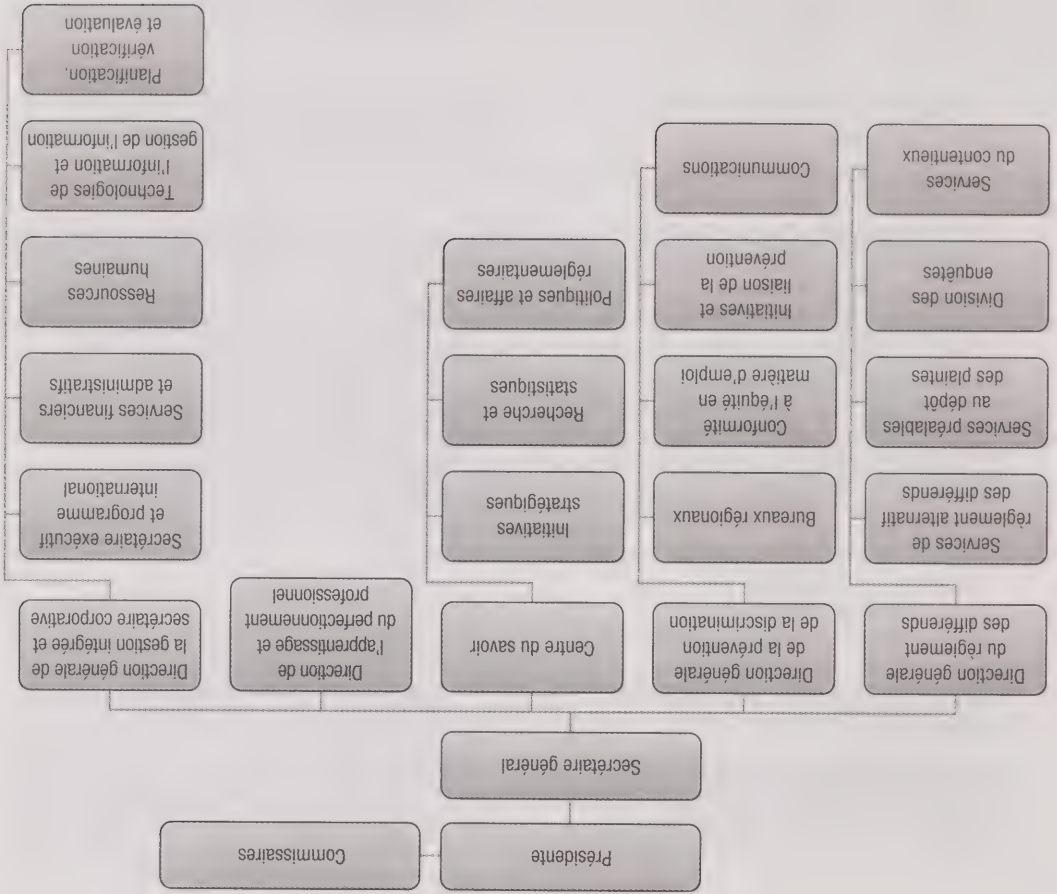 Présidente
Commissaires
Secrétaire général
Direction générale
du règlement
des différends
Services de
règlement alternatif
des différends
Services préalables
au dépôt
des plaintes
Division des
enquêtes
Services
du contentieux
Direction générale
de la prévention
de la discrimination
Bureaux régionaux
Conformité
à l'équité en
matière d'emploi
Initiatives et
liaison de la
prévention
Communications
Centre du savoir
Initiatives
stratégiques
Recherche et
statistiques
Politiques et affaires
réglementaires
Direction de
l'apprentissage et
du perfectionnement
professionnel
Direction générale de
la gestion intégrée et
secrétaire corporative
Secrétaire exécutif
et programme
international
Services financiers
et administratifs
Ressources
humaines
Technologies de
l'information et
gestion de l'information
Planification,
vérification
et évaluation